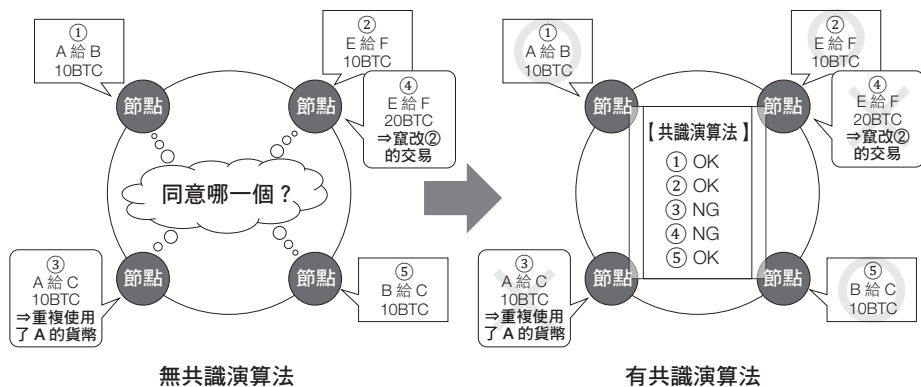 ①
A 給 B
10BTC
②
E 給 F
10BTC
④
E 給 F
20BTC
⇒竄改②
的交易
節點
節點
同意哪一個？
節點
節點
③
A 給 C
10BTC
⇒重複使用
了 A 的貨幣
⑤
B 給 C
10BTC
無共識演算法
①
A 給 B
10BTC
②
E 給 F
10BTC
④
E 給 F
20BTC
⇒竄改②
的交易
節點
節點
【共識演算法】
① OK
② OK
③ NG
④ NG
⑤ OK
節點
節點
③
A 給 C
10BTC
⇒重複使用
了 A 的貨幣
⑤
B 給 C
10BTC
有共識演算法